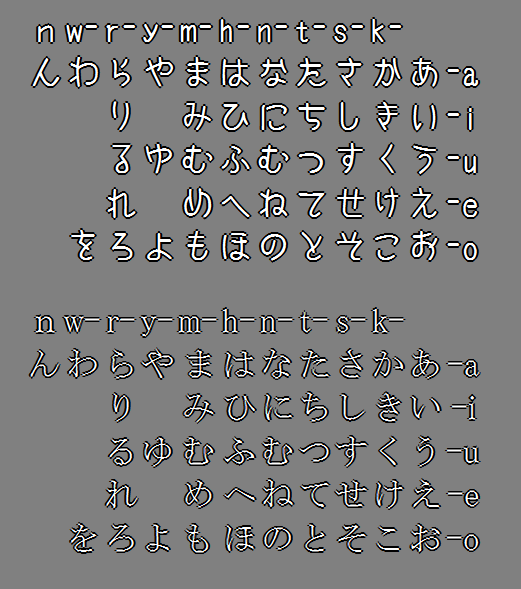 n w- r- y- m- h- n- t- s- k-
んわらやまはなたさかあ-a
り みひにちしきい-i
るゆむふむつすくう-u
れ めへねてせけえ-e
をろよもほのとそこお-o
n w- r- y- m- h- n- t- s- k-
んわらやまはなたさかあ-a
り みひにちしきい-i
るゆむふむつすくう-u
れ めへねてせけえ-e
をろよもほのとそこお-o